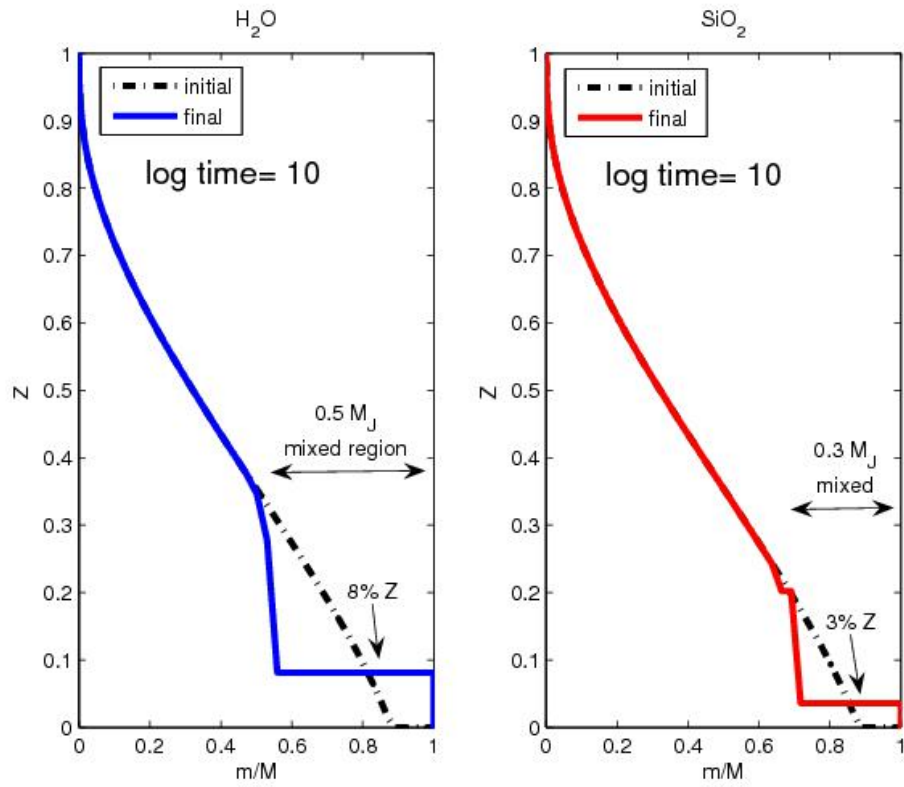 H2O
1
0.9
0.8
0.7
0.6
0.5
0.4
0.3
0.2
0.1
0
Z
initial
final
log time= 10
0.5 MJ
mixed region
8% Z
0 0.2 0.4 0.6 0.8 1
m/M
SiO2
1
0.9
0.8
0.7
0.6
0.5
0.4
0.3
0.2
0.1
0
Z
initial
final
log time= 10
0.3 MJ
mixed
3% Z
0 0.2 0.4 0.6 0.8 1
m/M